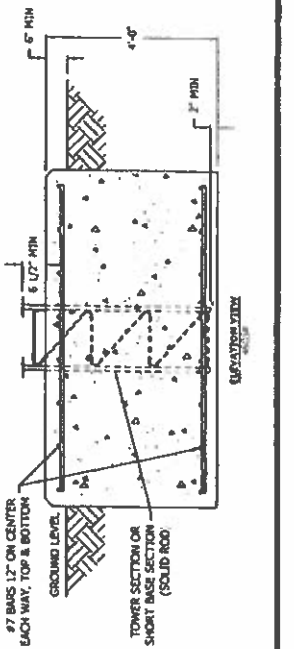 #7 BARS 12" ON CENTER
EACH WAY, TOP & BOTTOM
GROUND LEVEL
TOWER SECTION OR
SHORT BASE SECTION
(SOLID ROD)
6 1/2" MIN
6" MIN
4'-0"
2" MIN
ELEVATION VIEW